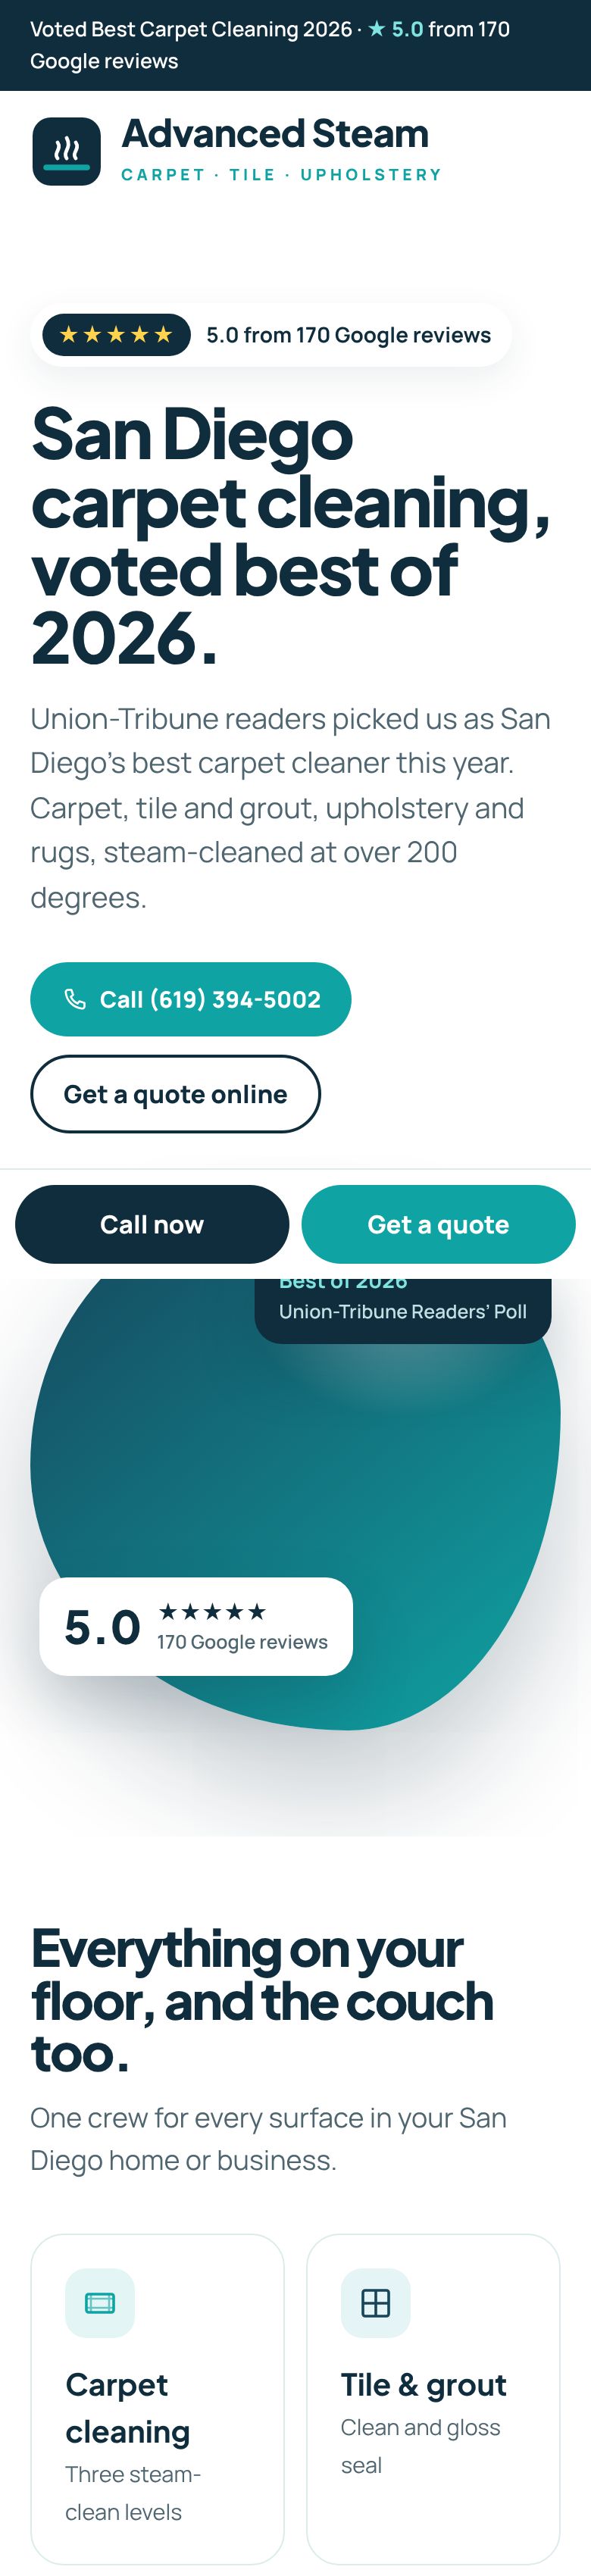 Voted Best Carpet Cleaning 2026 · ★ 5.0 from 170
Google reviews
Advanced Steam
CARPET · TILE · UPHOLSTERY
★★★★★ 5.0 from 170 Google reviews
San Diego
carpet cleaning,
voted best of
2026.
Union-Tribune readers picked us as San
Diego’s best carpet cleaner this year.
Carpet, tile and grout, upholstery and
rugs, steam-cleaned at over 200
degrees.
Call (619) 394-5002
Get a quote online
Call now
Get a quote
Best of 2026
Union-Tribune Readers’ Poll
5.0 ★★★★★
170 Google reviews
Everything on your
floor, and the couch
too.
One crew for every surface in your San
Diego home or business.
Carpet
cleaning
Three steam-
clean levels
Tile & grout
Clean and gloss
seal